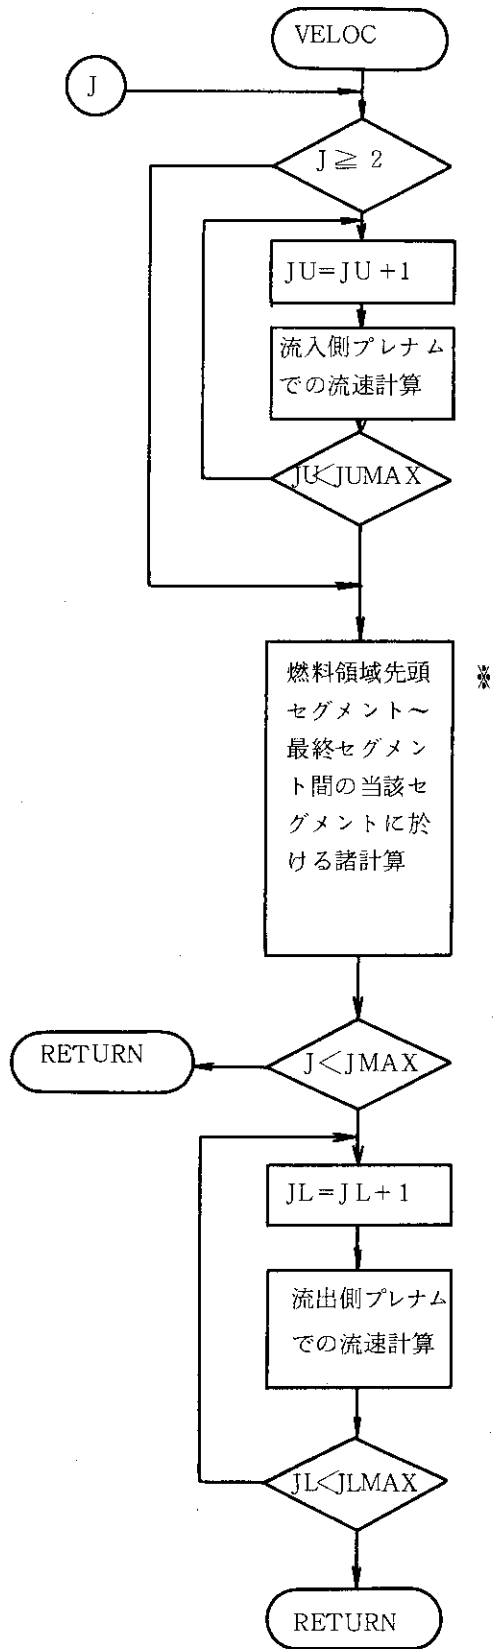 VELOC
J
J ≧ 2
JU=JU+1
流入側プレナム
での流速計算
JU<JUMAX
燃料領域先頭
セグメント～
最終セグメン
ト間の当該セ
グメントに於
ける諸計算
※
RETURN
J<JMAX
JL=JL+1
流出側プレナム
での流速計算
JL<JLMAX
RETURN